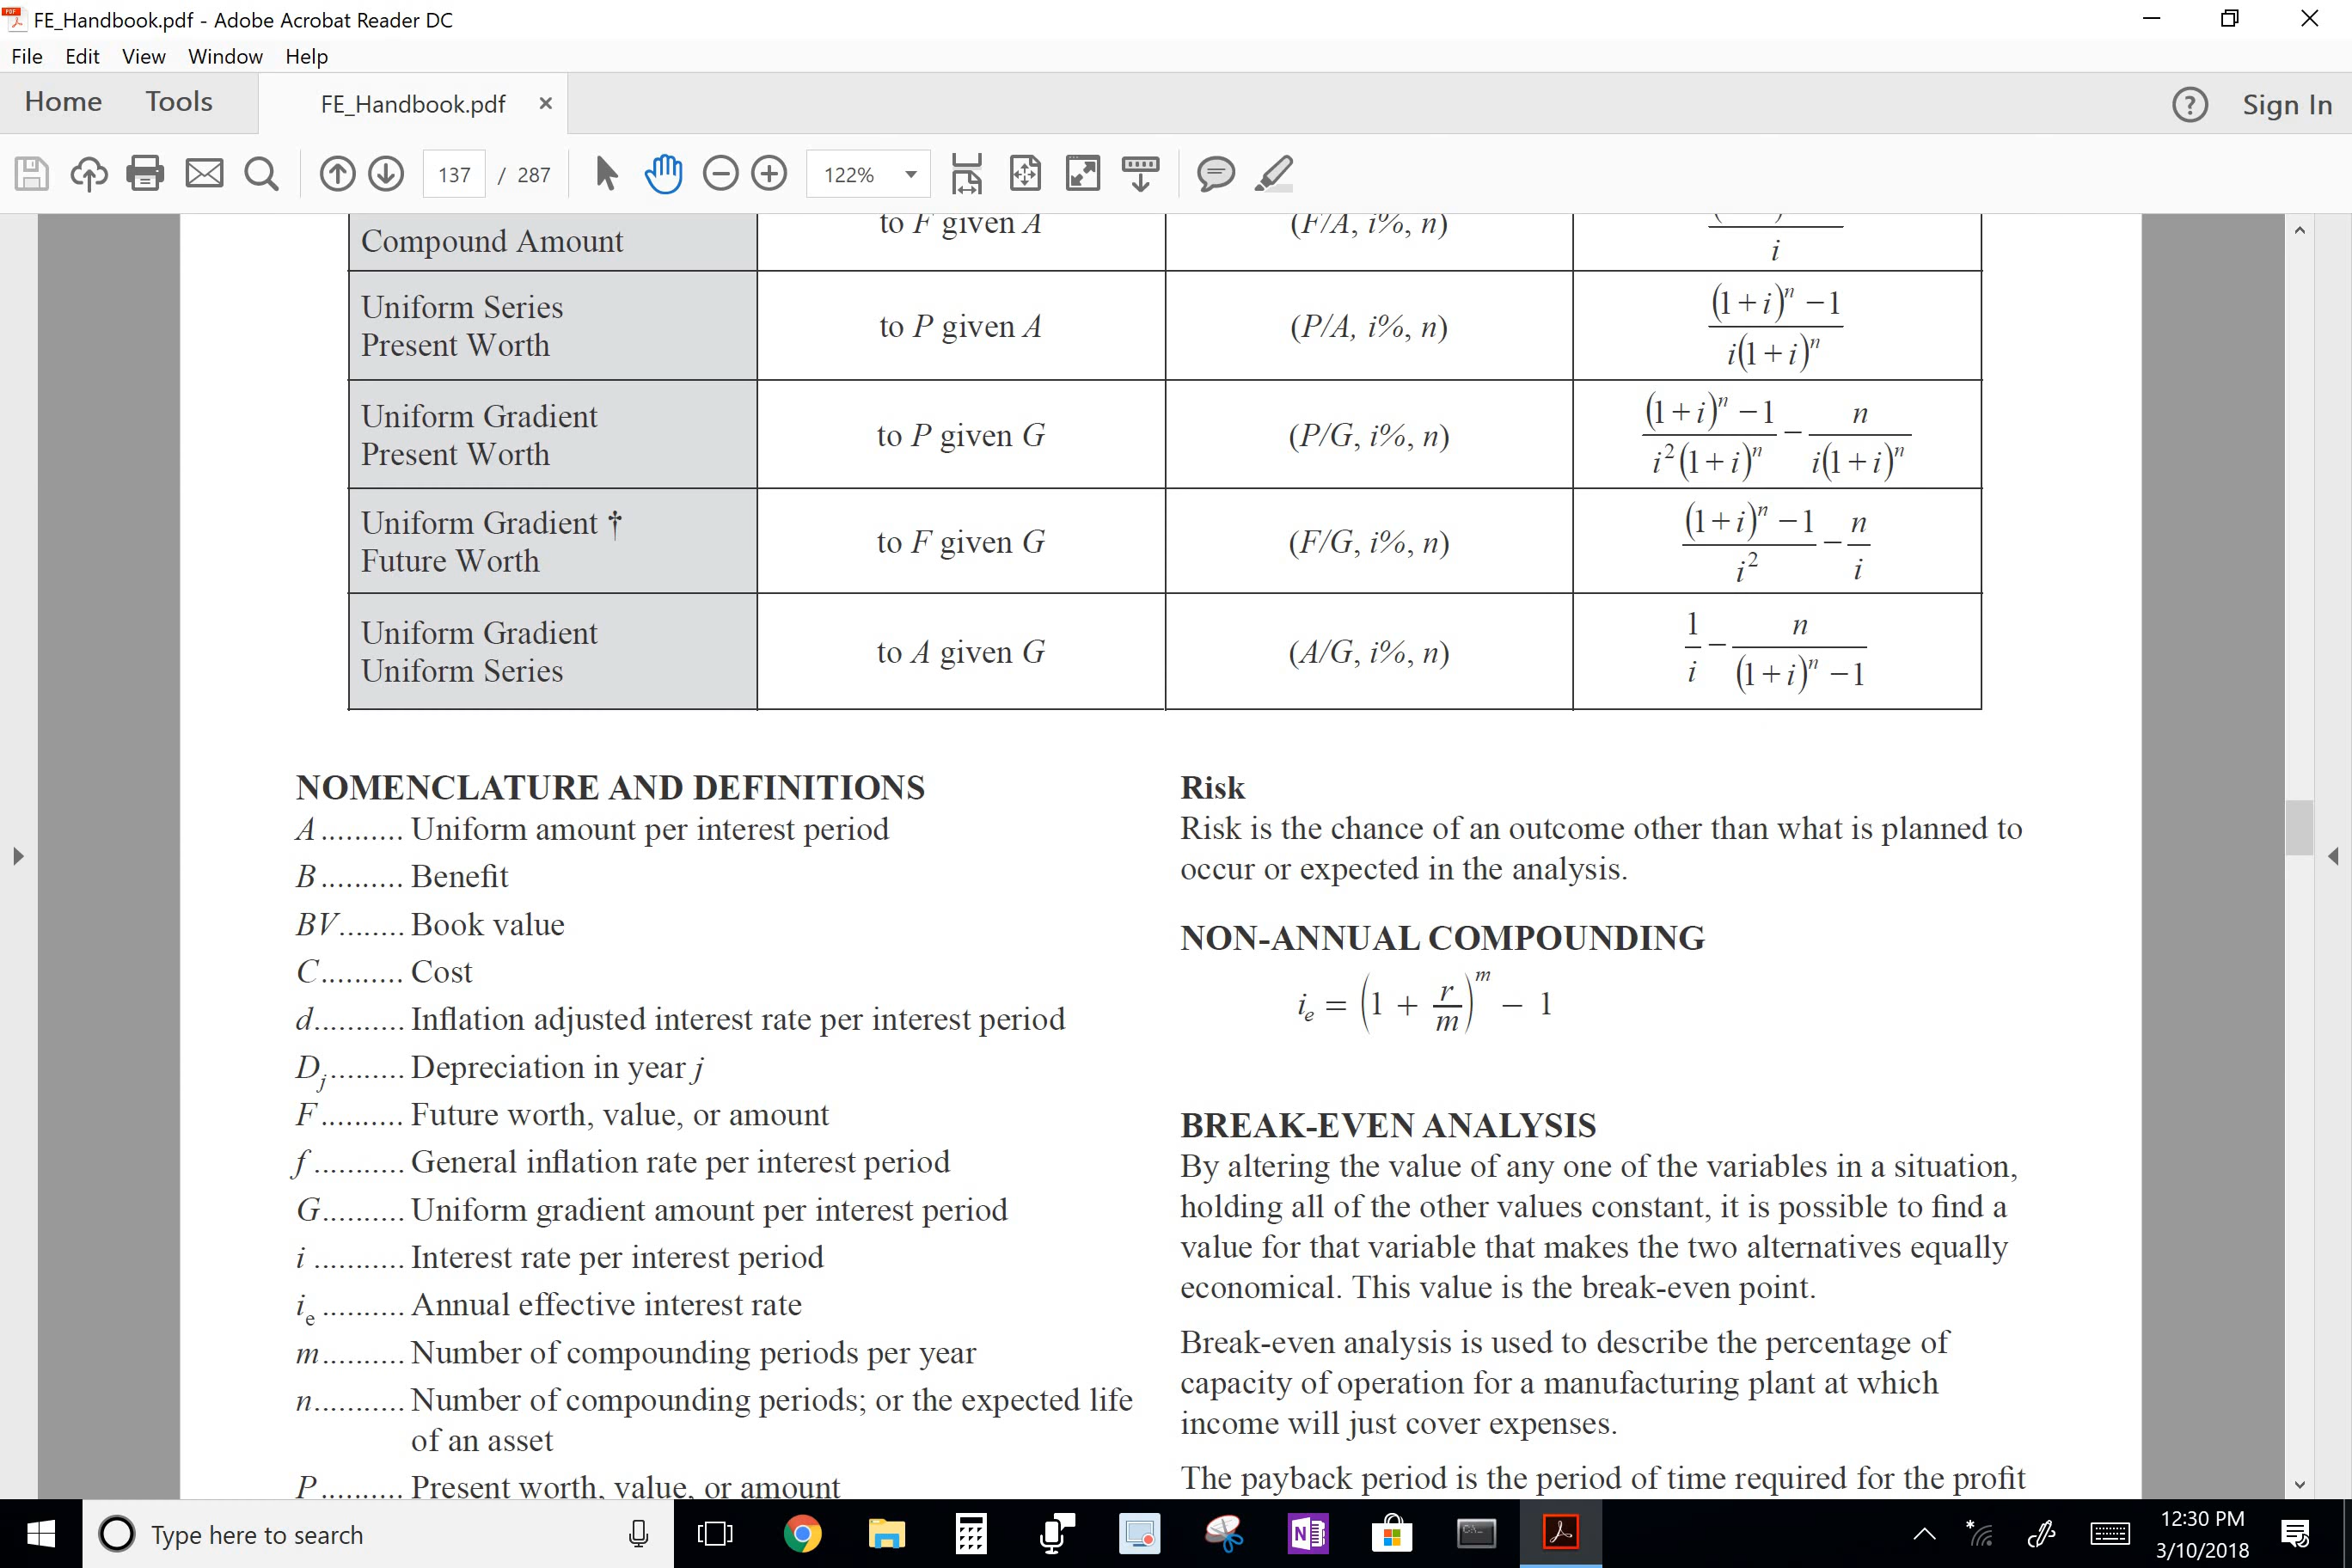 FE_Handbook.pdf - Adobe Acrobat Reader DC
File Edit View Window Help
Home Tools FE_Handbook.pdf × ? Sign In
137 / 287 122%
Compound Amount to F given A (F/A, i%, n) i
Uniform Series
Present Worth to P given A (P/A, i%, n) ((1 + i)^n − 1) / (i(1 + i)^n)
Uniform Gradient
Present Worth to P given G (P/G, i%, n) ((1 + i)^n − 1) / (i²(1 + i)^n) − n / (i(1 + i)^n)
Uniform Gradient †
Future Worth to F given G (F/G, i%, n) ((1 + i)^n − 1) / i² − n / i
Uniform Gradient
Uniform Series to A given G (A/G, i%, n) 1 / i − n / ((1 + i)^n − 1)
NOMENCLATURE AND DEFINITIONS
A.......... Uniform amount per interest period
B.......... Benefit
BV........ Book value
C.......... Cost
d........... Inflation adjusted interest rate per interest period
Dj......... Depreciation in year j
F.......... Future worth, value, or amount
f ........... General inflation rate per interest period
G.......... Uniform gradient amount per interest period
i ........... Interest rate per interest period
ie .......... Annual effective interest rate
m.......... Number of compounding periods per year
n........... Number of compounding periods; or the expected life
of an asset
P.......... Present worth, value, or amount
Risk
Risk is the chance of an outcome other than what is planned to
occur or expected in the analysis.
NON-ANNUAL COMPOUNDING
ie = (1 + r/m)^m − 1
BREAK-EVEN ANALYSIS
By altering the value of any one of the variables in a situation,
holding all of the other values constant, it is possible to find a
value for that variable that makes the two alternatives equally
economical. This value is the break-even point.
Break-even analysis is used to describe the percentage of
capacity of operation for a manufacturing plant at which
income will just cover expenses.
The payback period is the period of time required for the profit
Type here to search
12:30 PM
3/10/2018